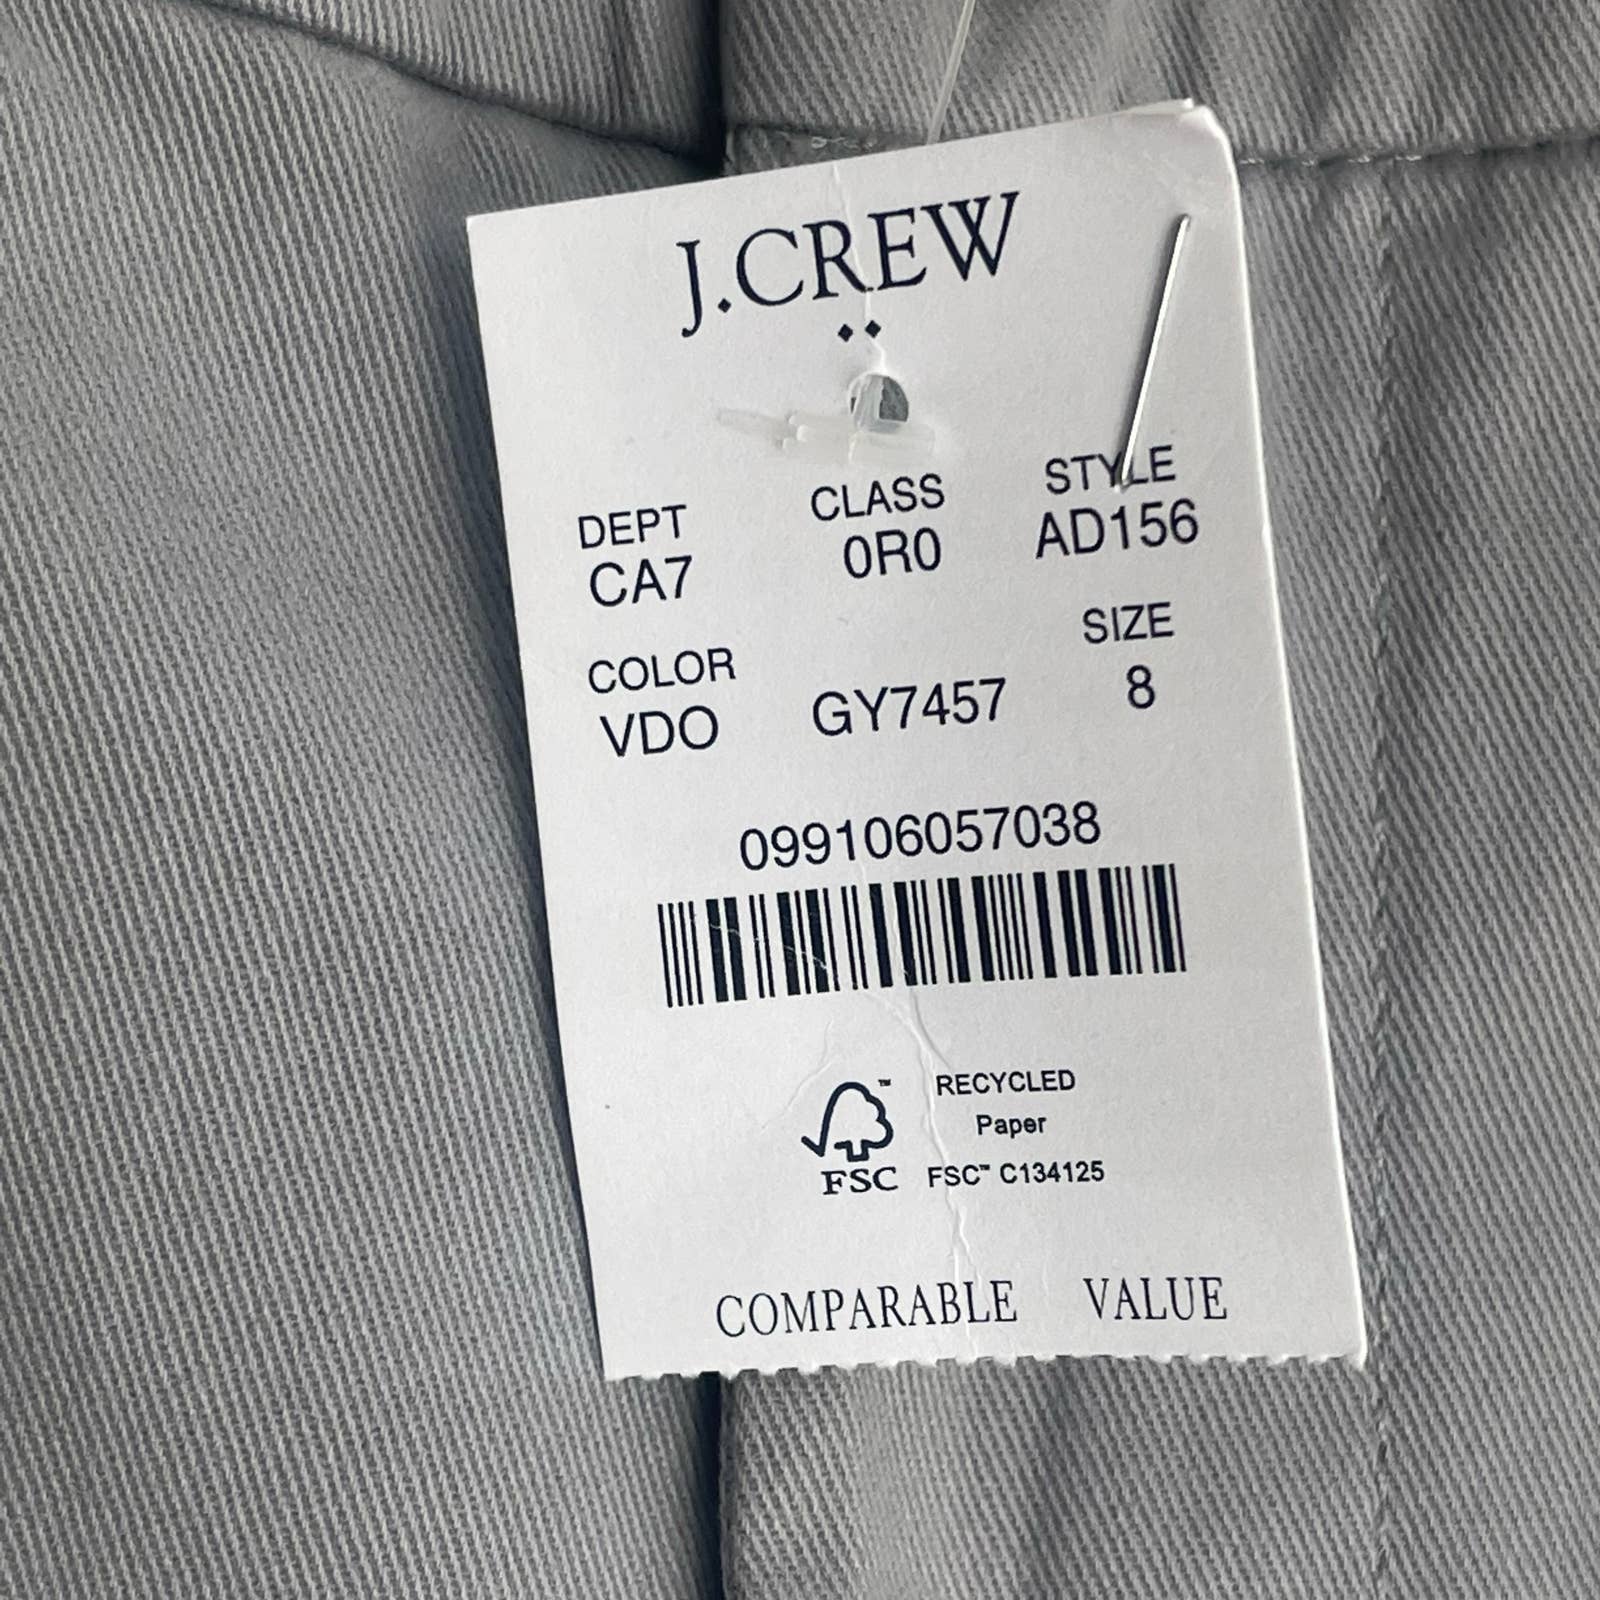 J.CREW
DEPT CLASS STYLE
CA7 0R0 AD156
COLOR SIZE
VDO GY7457 8
099106057038
RECYCLED
Paper
FSC FSC™ C134125
COMPARABLE VALUE